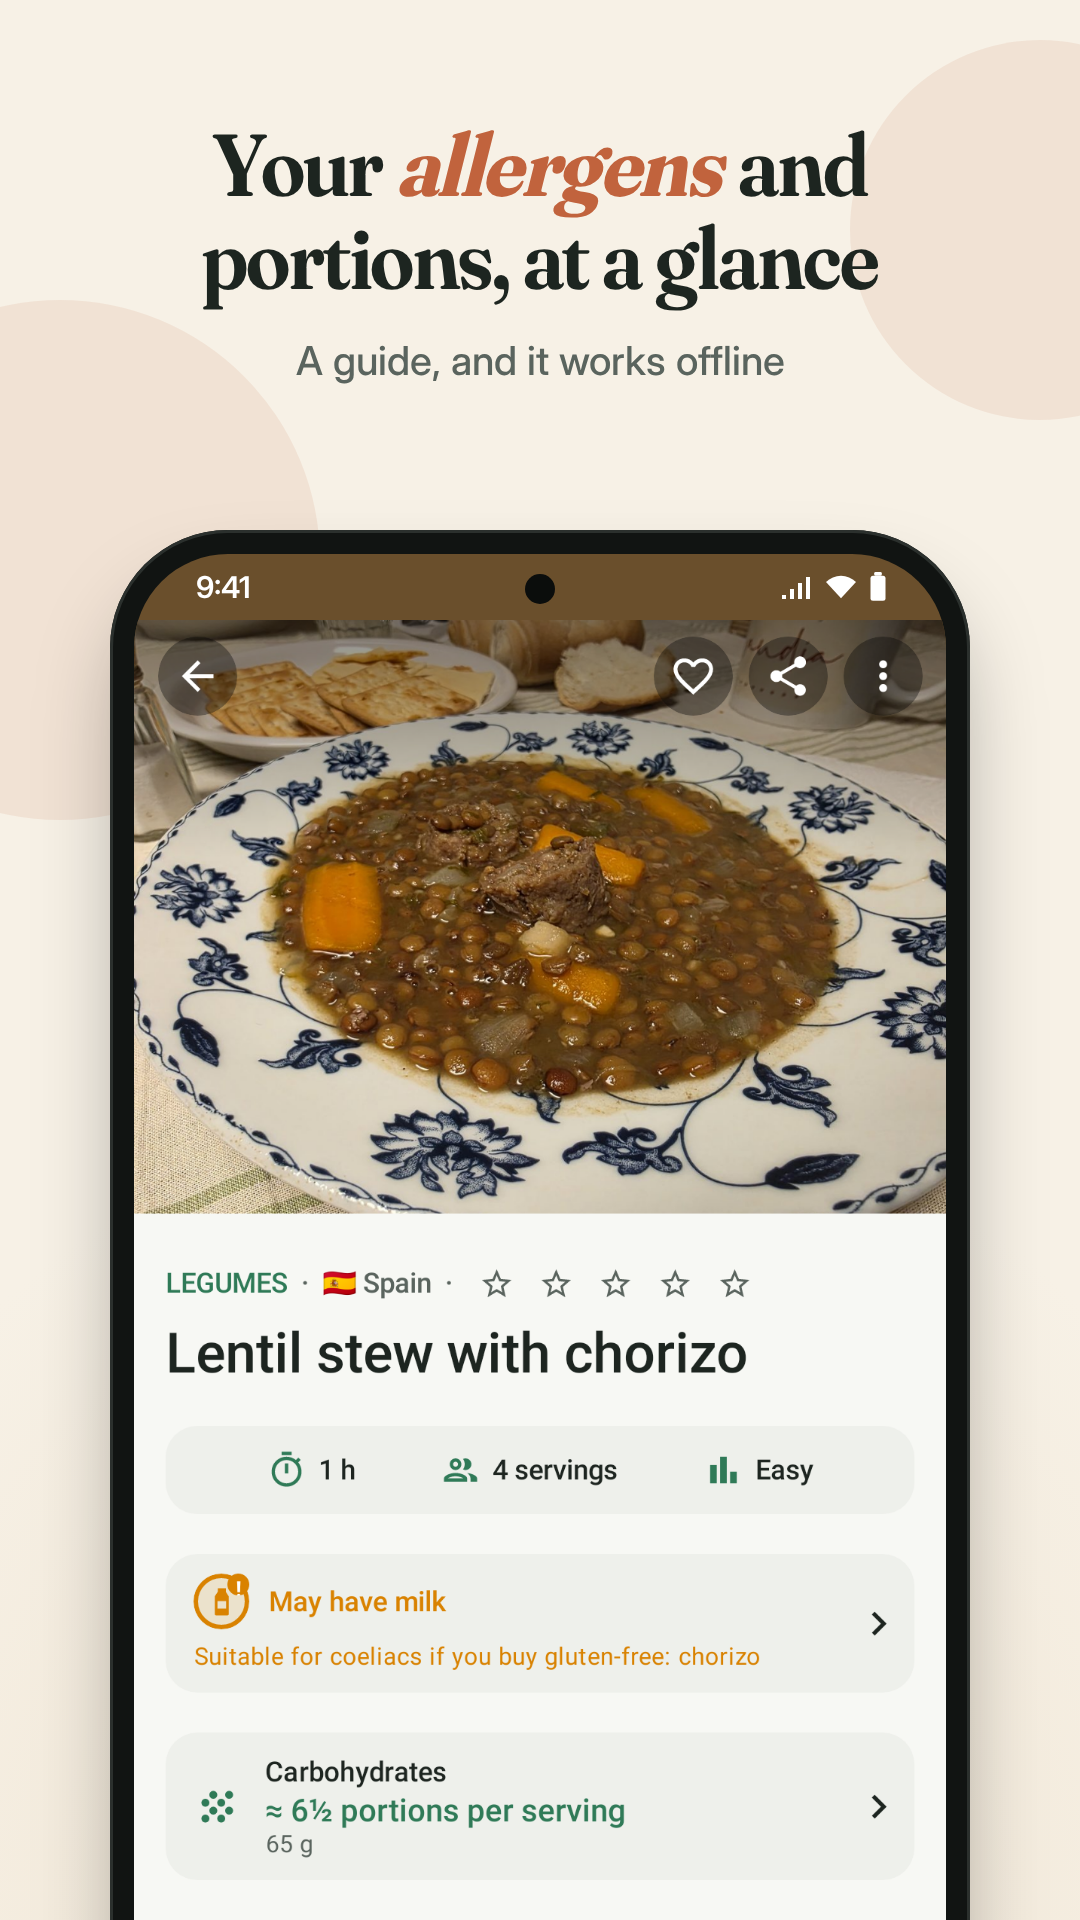 Your allergens and
portions, at a glance
A guide, and it works offline
9:41
LEGUMES · 🇪🇸 Spain ·
Lentil stew with chorizo
1 h
4 servings
Easy
May have milk
Suitable for coeliacs if you buy gluten-free: chorizo
Carbohydrates
≈ 6½ portions per serving
65 g